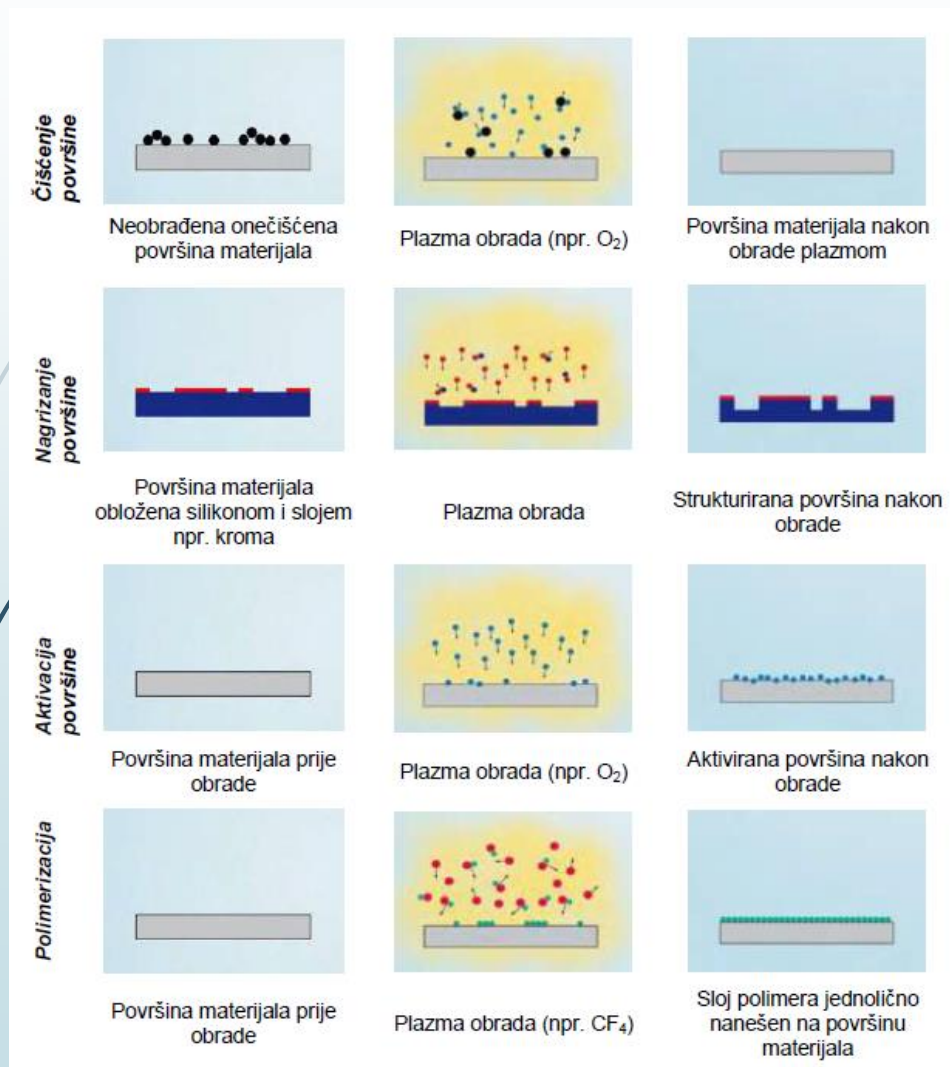 Čišćenje
površine
Neobrađena onečišćena
površina materijala
Plazma obrada (npr. O₂)
Površina materijala nakon
obrade plazmom
Nagrizanje
površine
Površina materijala
obložena silikonom i slojem
npr. kroma
Plazma obrada
Strukturirana površina nakon
obrade
Aktivacija
površine
Površina materijala prije
obrade
Plazma obrada (npr. O₂)
Aktivirana površina nakon
obrade
Polimerizacija
Površina materijala prije
obrade
Plazma obrada (npr. CF₄)
Sloj polimera jednolično
nanešen na površinu
materijala